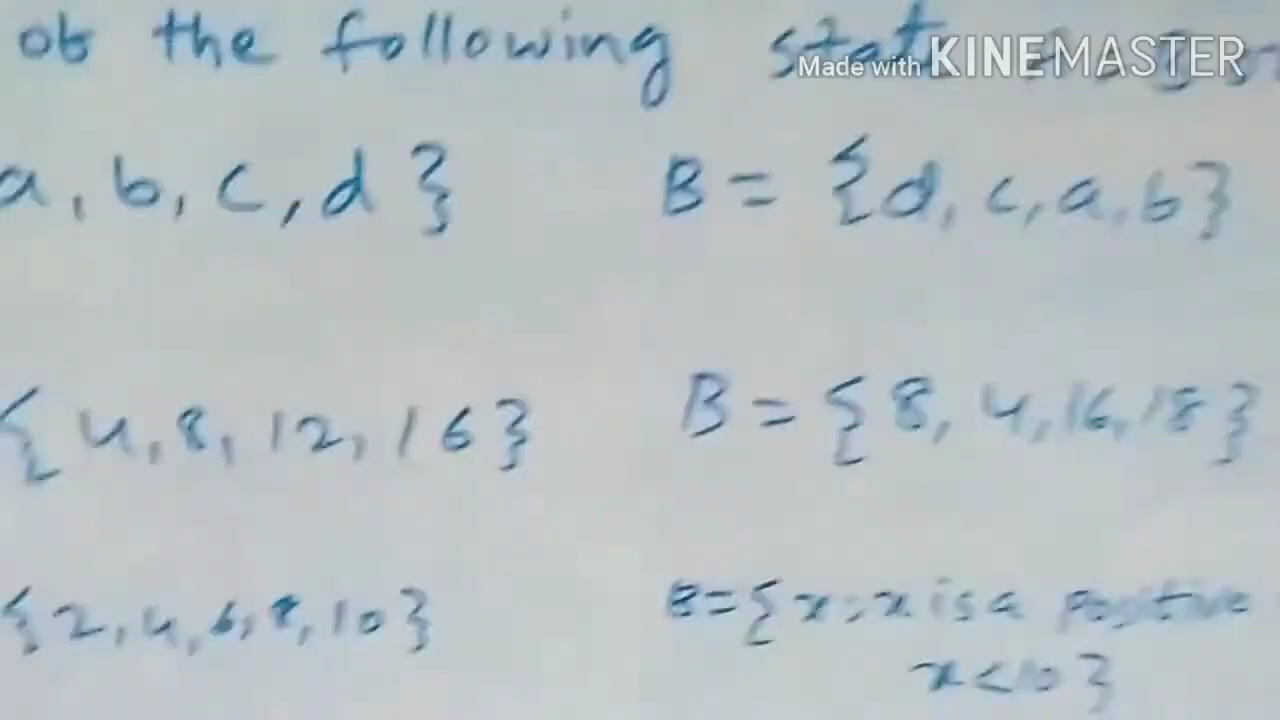 ob the following
Made with KINEMASTER
a, b, c, d } B = {d, c, a, b}
{ 4, 8, 12, 16} B = {8, 4, 16, 18}
{2, 4, 6, 8, 10} B = {x : x is a positive
x < 10 }